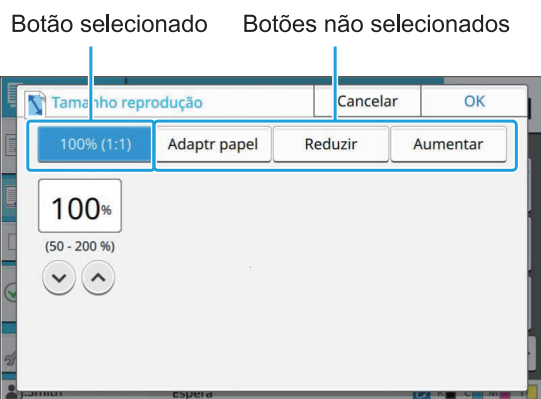 Botão selecionado Botões não selecionados
Tamanho reprodução Cancelar OK
100% (1:1) Adaptr papel Reduzir Aumentar
100%
(50 - 200 %)
J.Smith Espera